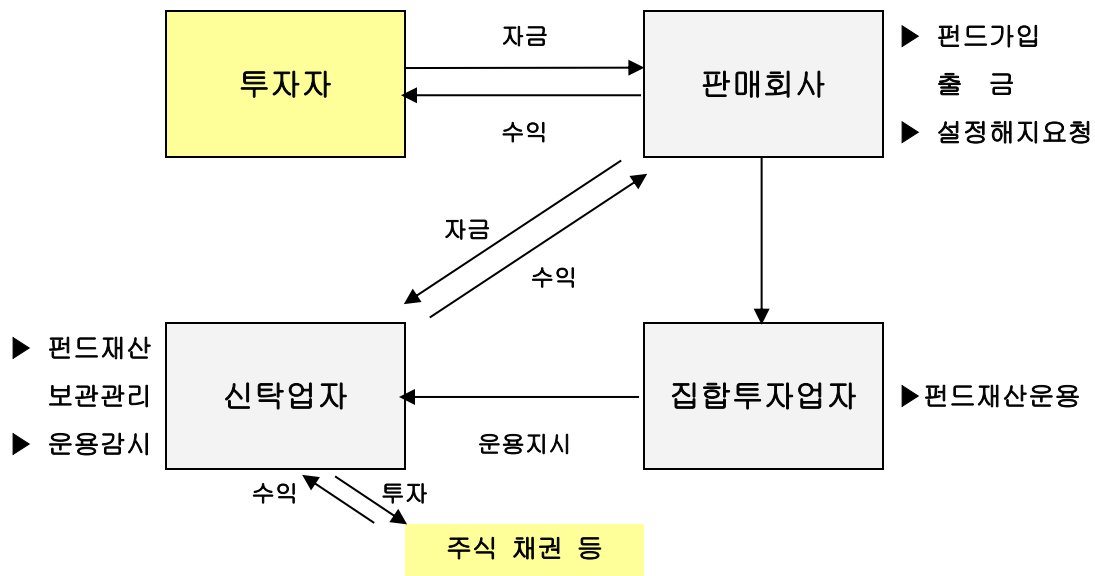 자금
투자자
판매회사
▶ 펀드가입
출 금
▶ 설정해지요청
수익
자금
수익
▶ 펀드재산
보관관리
▶ 운용감시
신탁업자
집합투자업자
▶펀드재산운용
운용지시
수익
투자
주식 채권 등